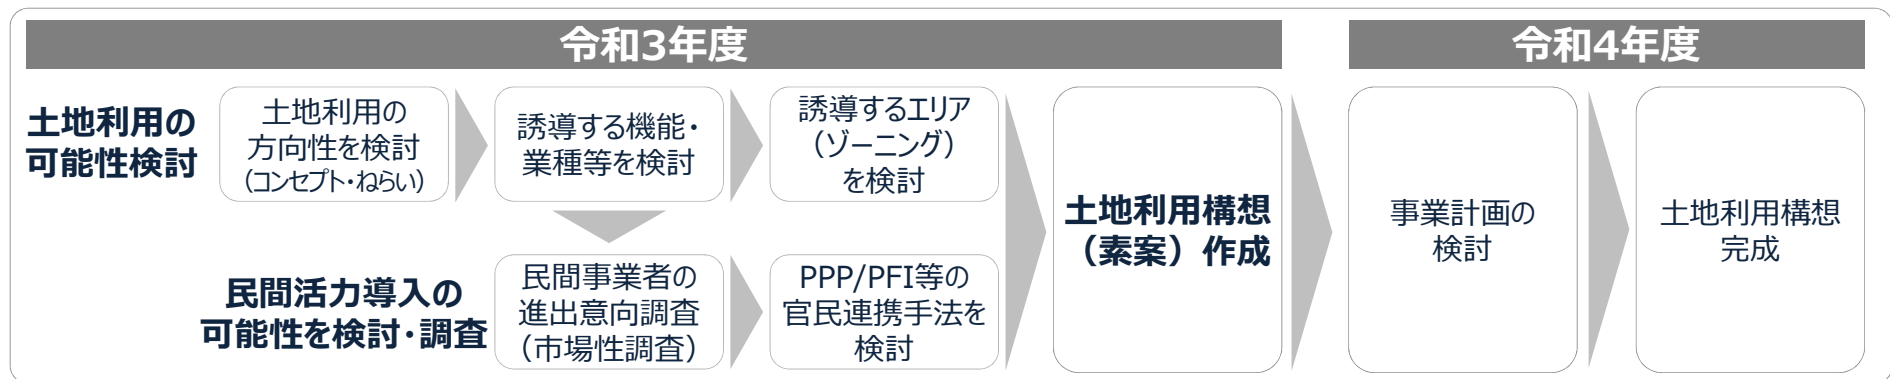 令和3年度
令和4年度
土地利用の
可能性検討
土地利用の
方向性を検討
（コンセプト・ねらい）
誘導する機能・
業種等を検討
誘導するエリア
（ゾーニング）
を検討
民間活力導入の
可能性を検討・調査
民間事業者の
進出意向調査
（市場性調査）
PPP/PFI等の
官民連携手法を
検討
土地利用構想
（素案）作成
事業計画の
検討
土地利用構想
完成